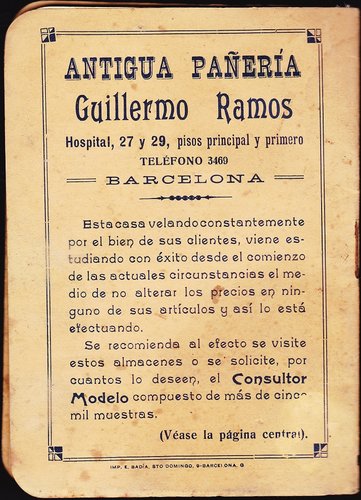 ANTIGUA PAÑERÍA
Guillermo Ramos
Hospital, 27 y 29, pisos principal y primero
TELÉFONO 3469
BARCELONA
Esta casa velando constantemente
por el bien de sus clientes, viene es-
tudiando con éxito desde el comienzo
de las actuales circunstancias el me-
dio de no alterar los precios en nin-
guno de sus artículos y así lo está
efectuando.
Se recomienda al efecto se visite
estos almacenes o se solicite, por
cuantos lo deseen, el Consultor
Modelo compuesto de más de cinco
mil muestras.
(Véase la página central).
IMP. E. BADÍA, STO DOMINGO, 9-BARCELONA. G